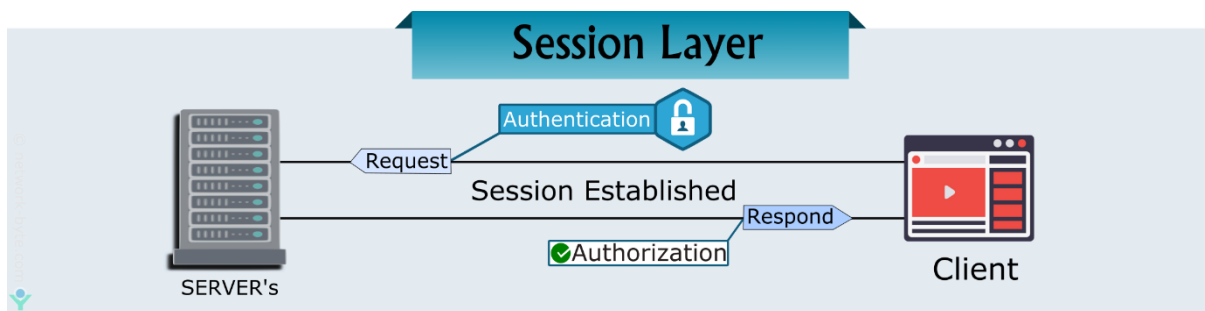 Session Layer
Authentication
Request
Session Established
Respond
Authorization
SERVER's
Client